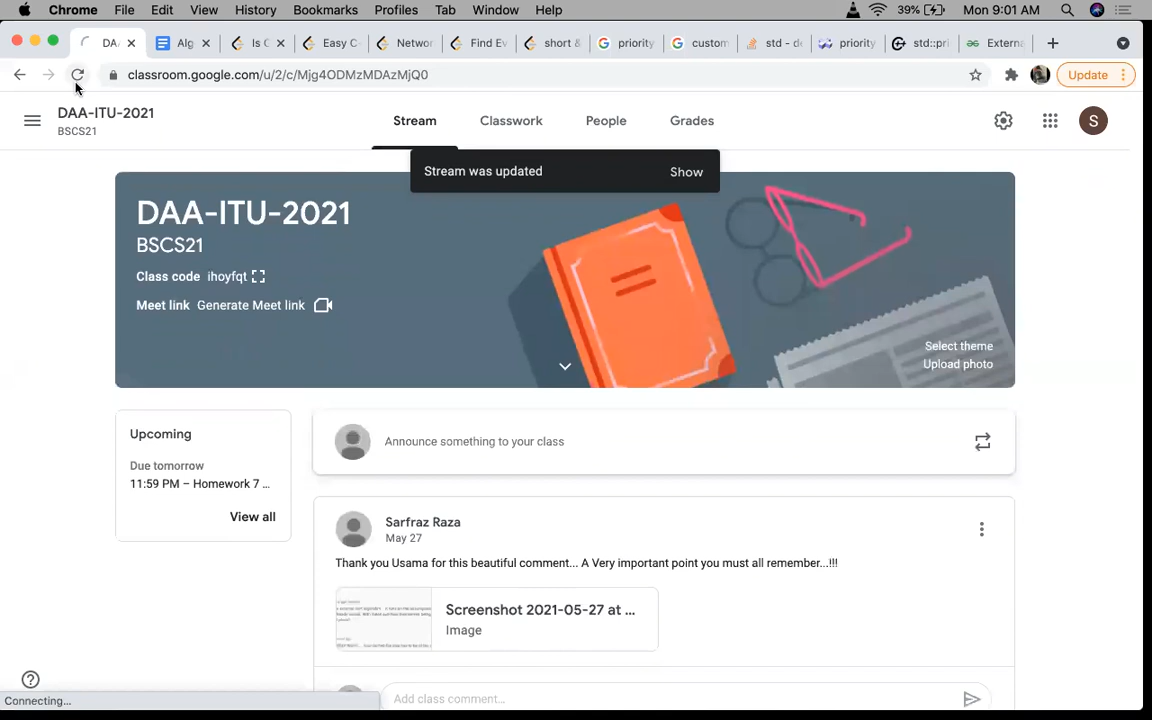 Chrome File Edit View History Bookmarks Profiles Tab Window Help 39% Mon 9:01 AM
DA Alg Is C Easy C Networ Find Ev short & priority custom std - d priority std::pri Extern
classroom.google.com/u/2/c/Mjg4ODMzMDAzMjQ0 Update
DAA-ITU-2021
BSCS21
Stream Classwork People Grades
S
Stream was updated Show
DAA-ITU-2021
BSCS21
Class code ihoyfqt
Meet link Generate Meet link
Select theme
Upload photo
Upcoming
Due tomorrow
11:59 PM – Homework 7 ...
View all
Announce something to your class
Sarfraz Raza
May 27
Thank you Usama for this beautiful comment... A Very important point you must all remember...!!!
Screenshot 2021-05-27 at ...
Image
Add class comment...
Connecting...